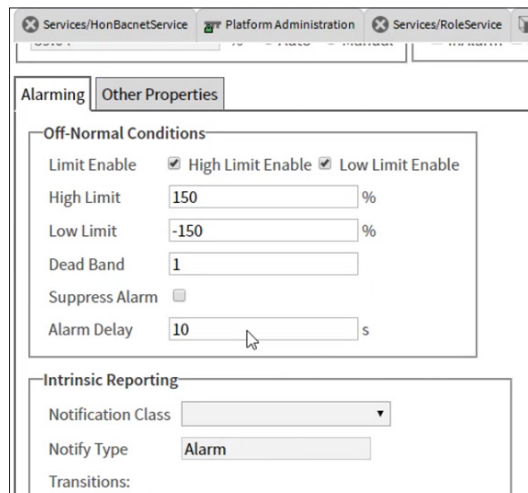 Services/HonBacnetService Platform Administration Services/RoleService
% Manual
Alarming Other Properties
Off-Normal Conditions
Limit Enable High Limit Enable Low Limit Enable
High Limit 150 %
Low Limit -150 %
Dead Band 1
Suppress Alarm
Alarm Delay 10 s
Intrinsic Reporting
Notification Class
Notify Type Alarm
Transitions: